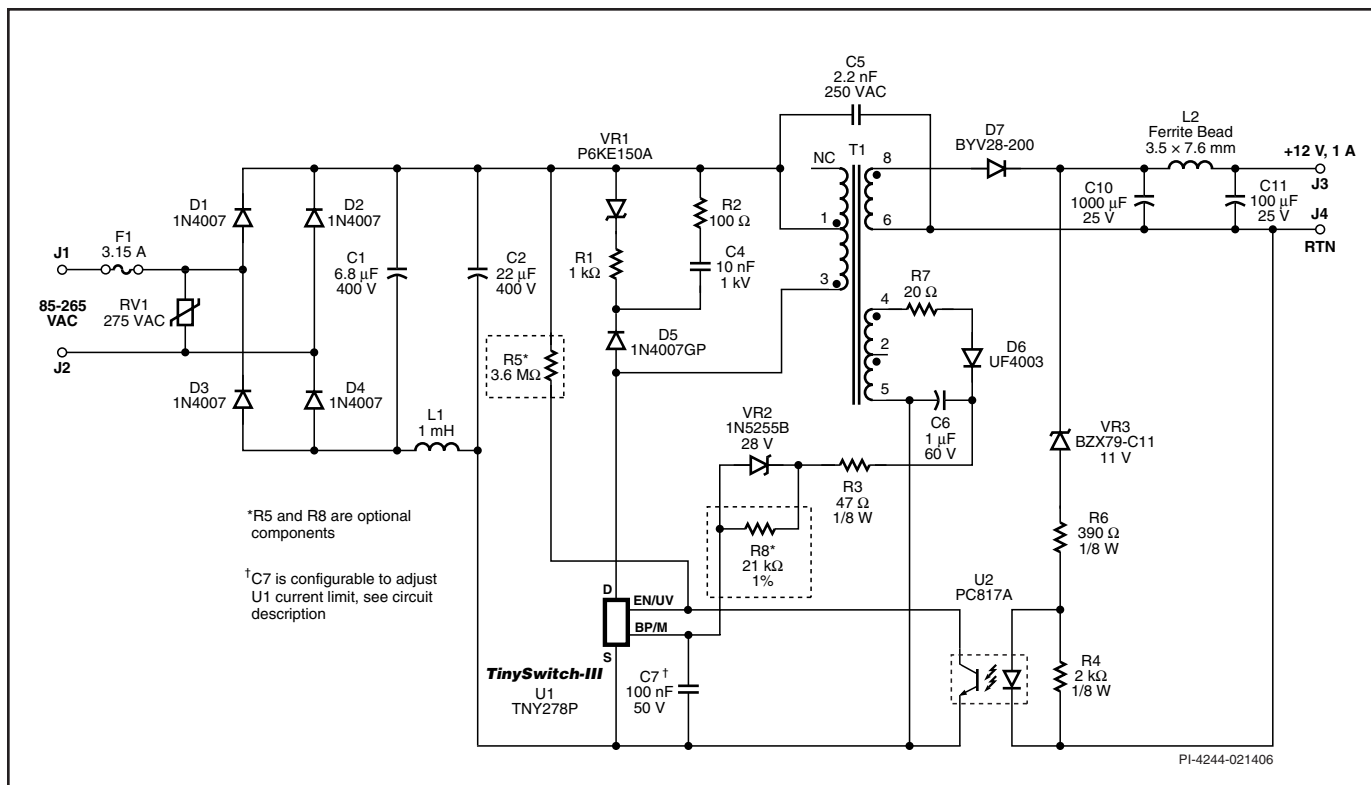 C5
2.2 nF
250 VAC
VR1
P6KE150A
NC
T1
8
D7
BYV28-200
L2
Ferrite Bead
3.5 × 7.6 mm
+12 V, 1 A
J3
D1
1N4007
D2
1N4007
R2
100 Ω
1
6
C10
1000 µF
25 V
C11
100 µF
25 V
J4
RTN
J1
F1
3.15 A
C1
6.8 µF
400 V
C2
22 µF
400 V
R1
1 kΩ
C4
10 nF
1 kV
3
R7
20 Ω
4
85-265
VAC
RV1
275 VAC
J2
R5*
3.6 MΩ
D5
1N4007GP
2
D6
UF4003
5
D3
1N4007
D4
1N4007
L1
1 mH
VR2
1N5255B
28 V
C6
1 µF
60 V
VR3
BZX79-C11
11 V
R3
47 Ω
1/8 W
R8*
21 kΩ
1%
R6
390 Ω
1/8 W
*R5 and R8 are optional
components
†C7 is configurable to adjust
U1 current limit, see circuit
description
D
EN/UV
BP/M
S
U2
PC817A
TinySwitch-III
U1
TNY278P
C7†
100 nF
50 V
R4
2 kΩ
1/8 W
PI-4244-021406